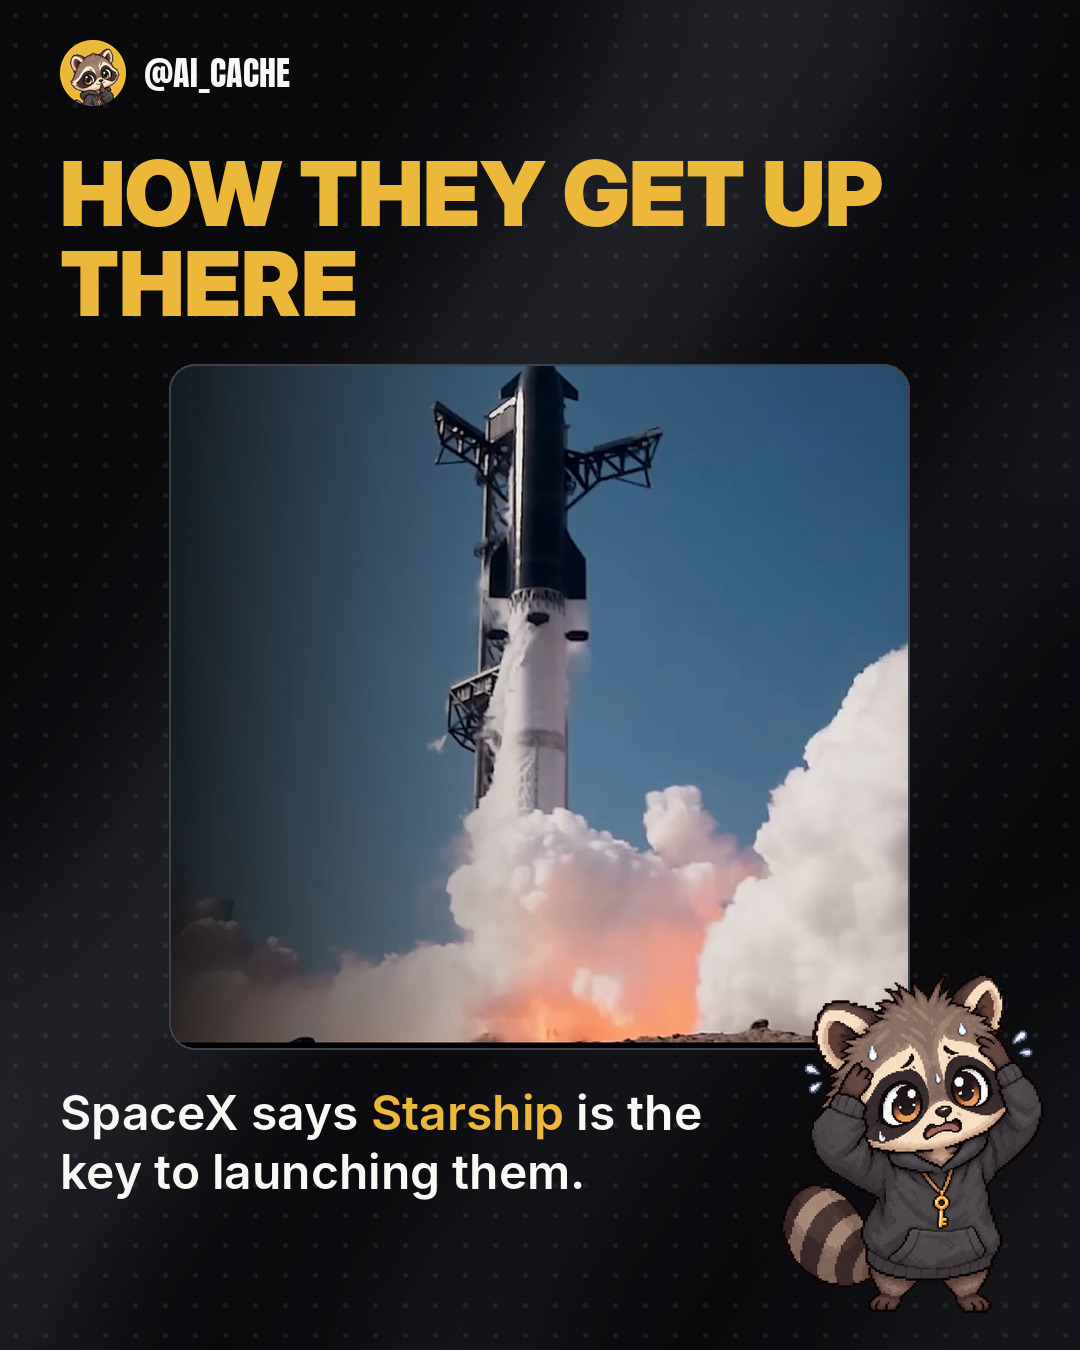 @AI_CACHE
HOW THEY GET UP
THERE
SpaceX says Starship is the
key to launching them.